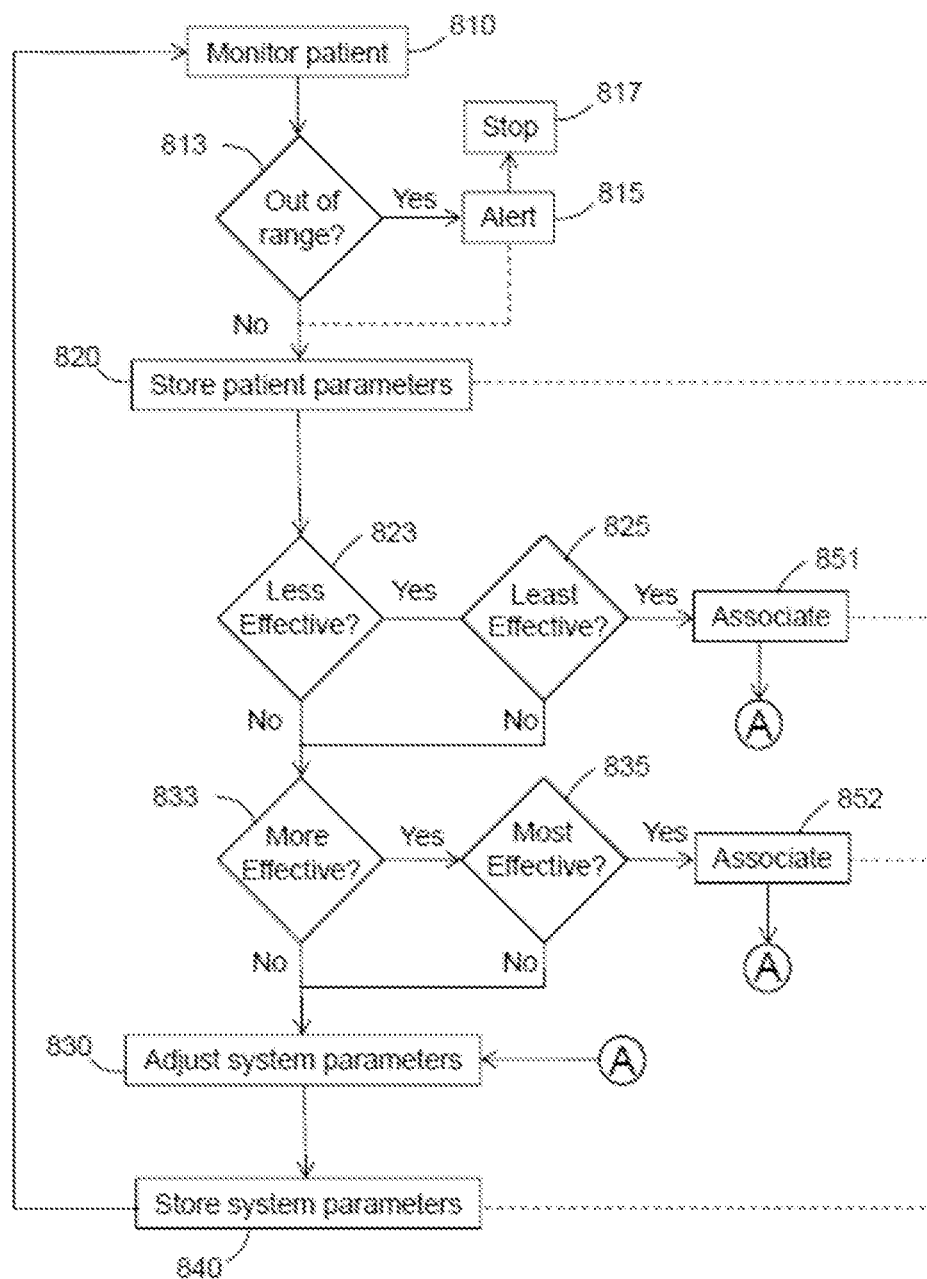 810
Monitor patient
817
Stop
813
Out of
range?
Yes
Alert
815
No
820
Store patient parameters
823
Less
Effective?
Yes
825
Least
Effective?
Yes
851
Associate
No
No
A
833
More
Effective?
Yes
835
Most
Effective?
Yes
852
Associate
No
No
A
830
Adjust system parameters
A
Store system parameters
840